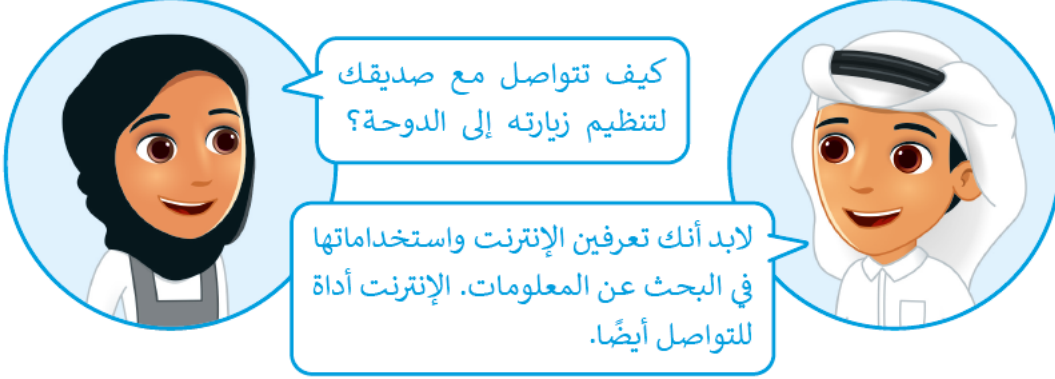 كيف تتواصل مع صديقك
لتنظيم زيارته إلى الدوحة؟
لابد أنك تعرفين الإنترنت واستخداماتها
في البحث عن المعلومات. الإنترنت أداة
للتواصل أيضًا.